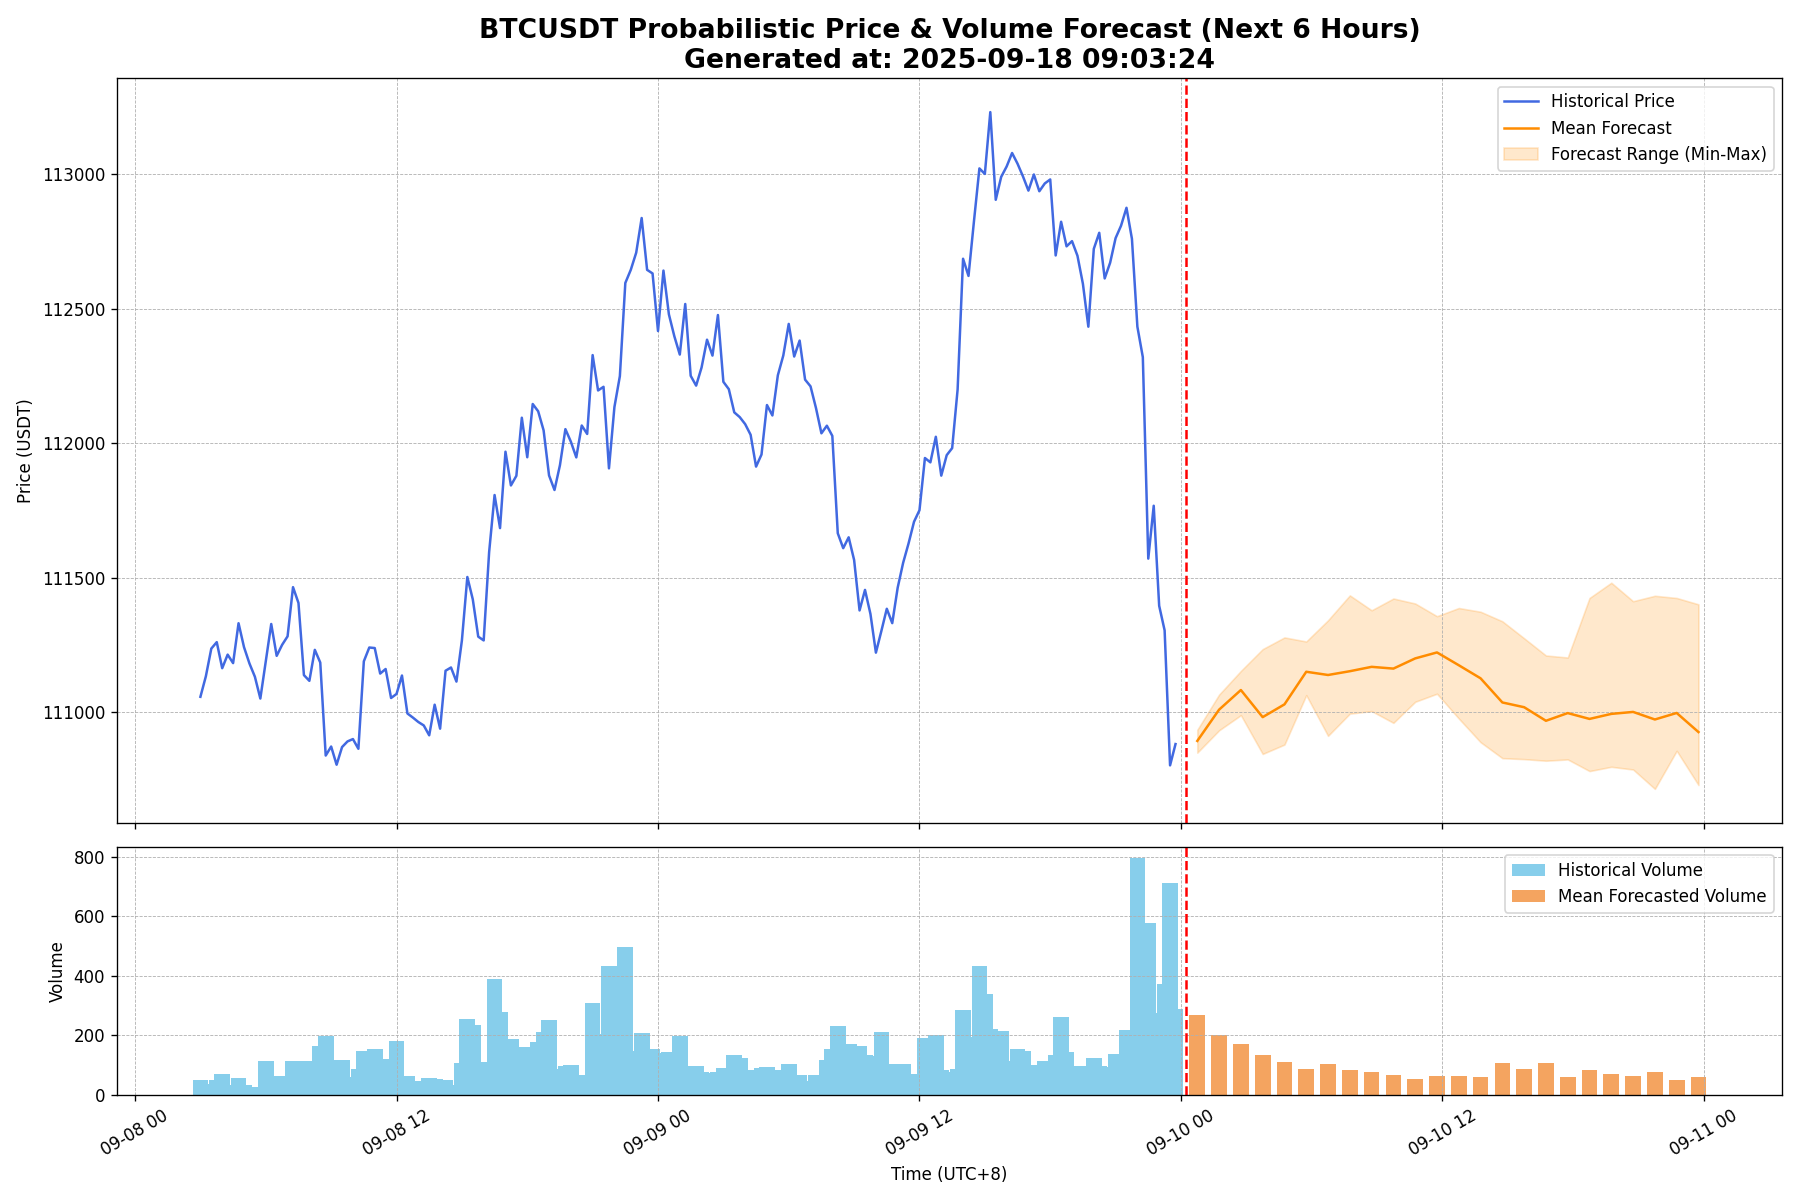 BTCUSDT Probabilistic Price & Volume Forecast (Next 6 Hours)
Generated at: 2025-09-18 09:03:24
Historical Price
Mean Forecast
Forecast Range (Min-Max)
Price (USDT)
113000
112500
112000
111500
111000
Historical Volume
Mean Forecasted Volume
Volume
800
600
400
200
0
09-08 00
09-08 12
09-09 00
09-09 12
09-10 00
09-10 12
09-11 00
Time (UTC+8)